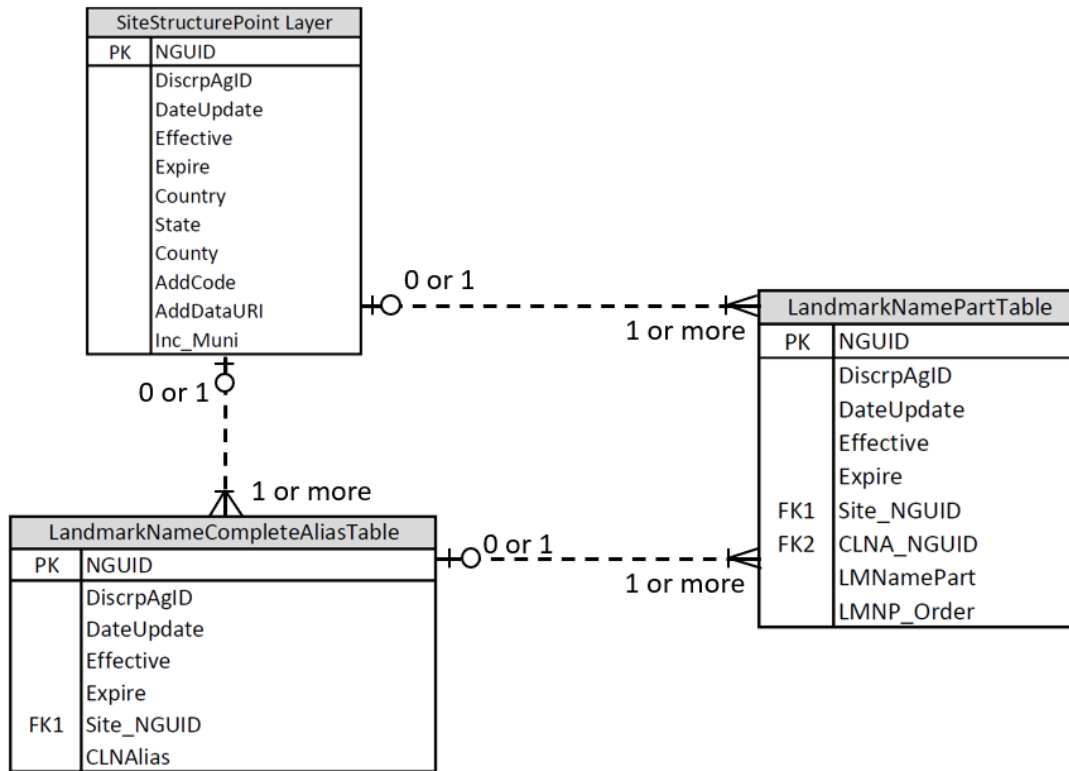 SiteStructurePoint Layer
PK NGUID
DiscrpAgID
DateUpdate
Effective
Expire
Country
State
County
AddCode
AddDataURI
Inc_Muni
0 or 1
1 or more
0 or 1
1 or more
LandmarkNamePartTable
PK NGUID
DiscrpAgID
DateUpdate
Effective
Expire
FK1 Site_NGUID
FK2 CLNA_NGUID
LMNamePart
LMNP_Order
LandmarkNameCompleteAliasTable
PK NGUID
DiscrpAgID
DateUpdate
Effective
Expire
FK1 Site_NGUID
CLNAlias
0 or 1
1 or more